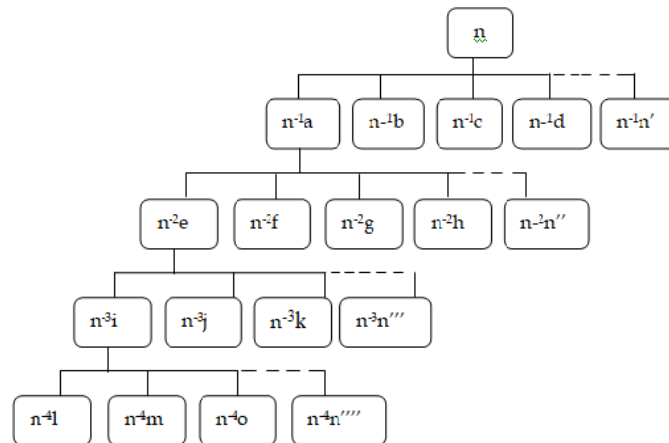 n
n⁻¹a n-¹b n-¹c n-¹d n-¹n′
n⁻²e n⁻²f n⁻²g n⁻²h n-²n′′
n⁻³i n⁻³j n⁻³k n⁻³n′′′
n⁻⁴l n⁻⁴m n⁻⁴o n⁻⁴n′′′′